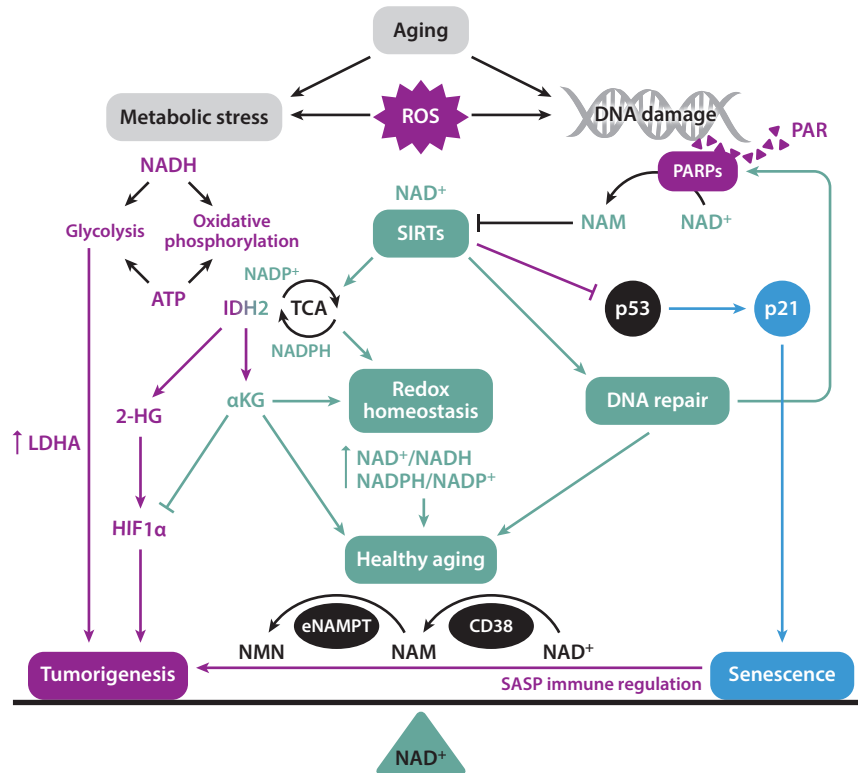 Aging
Metabolic stress
ROS
DNA damage
PAR
PARPs
NADH
NAD⁺
NAM
NAD⁺
Glycolysis
Oxidative
phosphorylation
SIRTs
NADP⁺
ATP
IDH2
TCA
p53
p21
NADPH
2-HG
αKG
Redox
homeostasis
DNA repair
↑ LDHA
↑ NAD⁺/NADH
NADPH/NADP⁺
HIF1α
Healthy aging
eNAMPT
CD38
NMN
NAM
NAD⁺
Tumorigenesis
SASP immune regulation
Senescence
NAD⁺